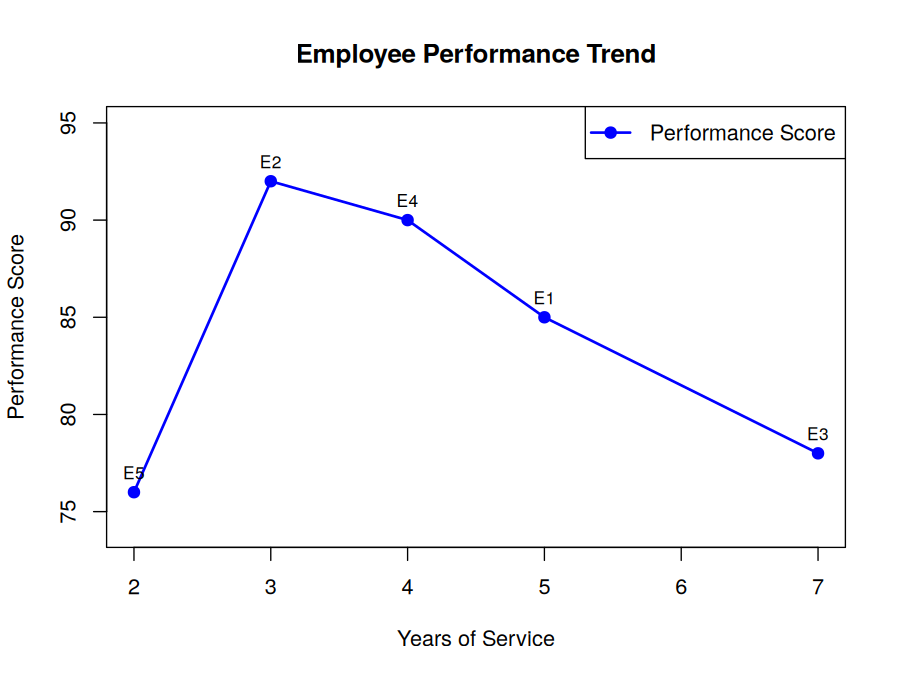 Employee Performance Trend
Performance Score
95
90
85
80
75
Performance Score
E2
E4
E1
E3
E5
2 3 4 5 6 7
Years of Service